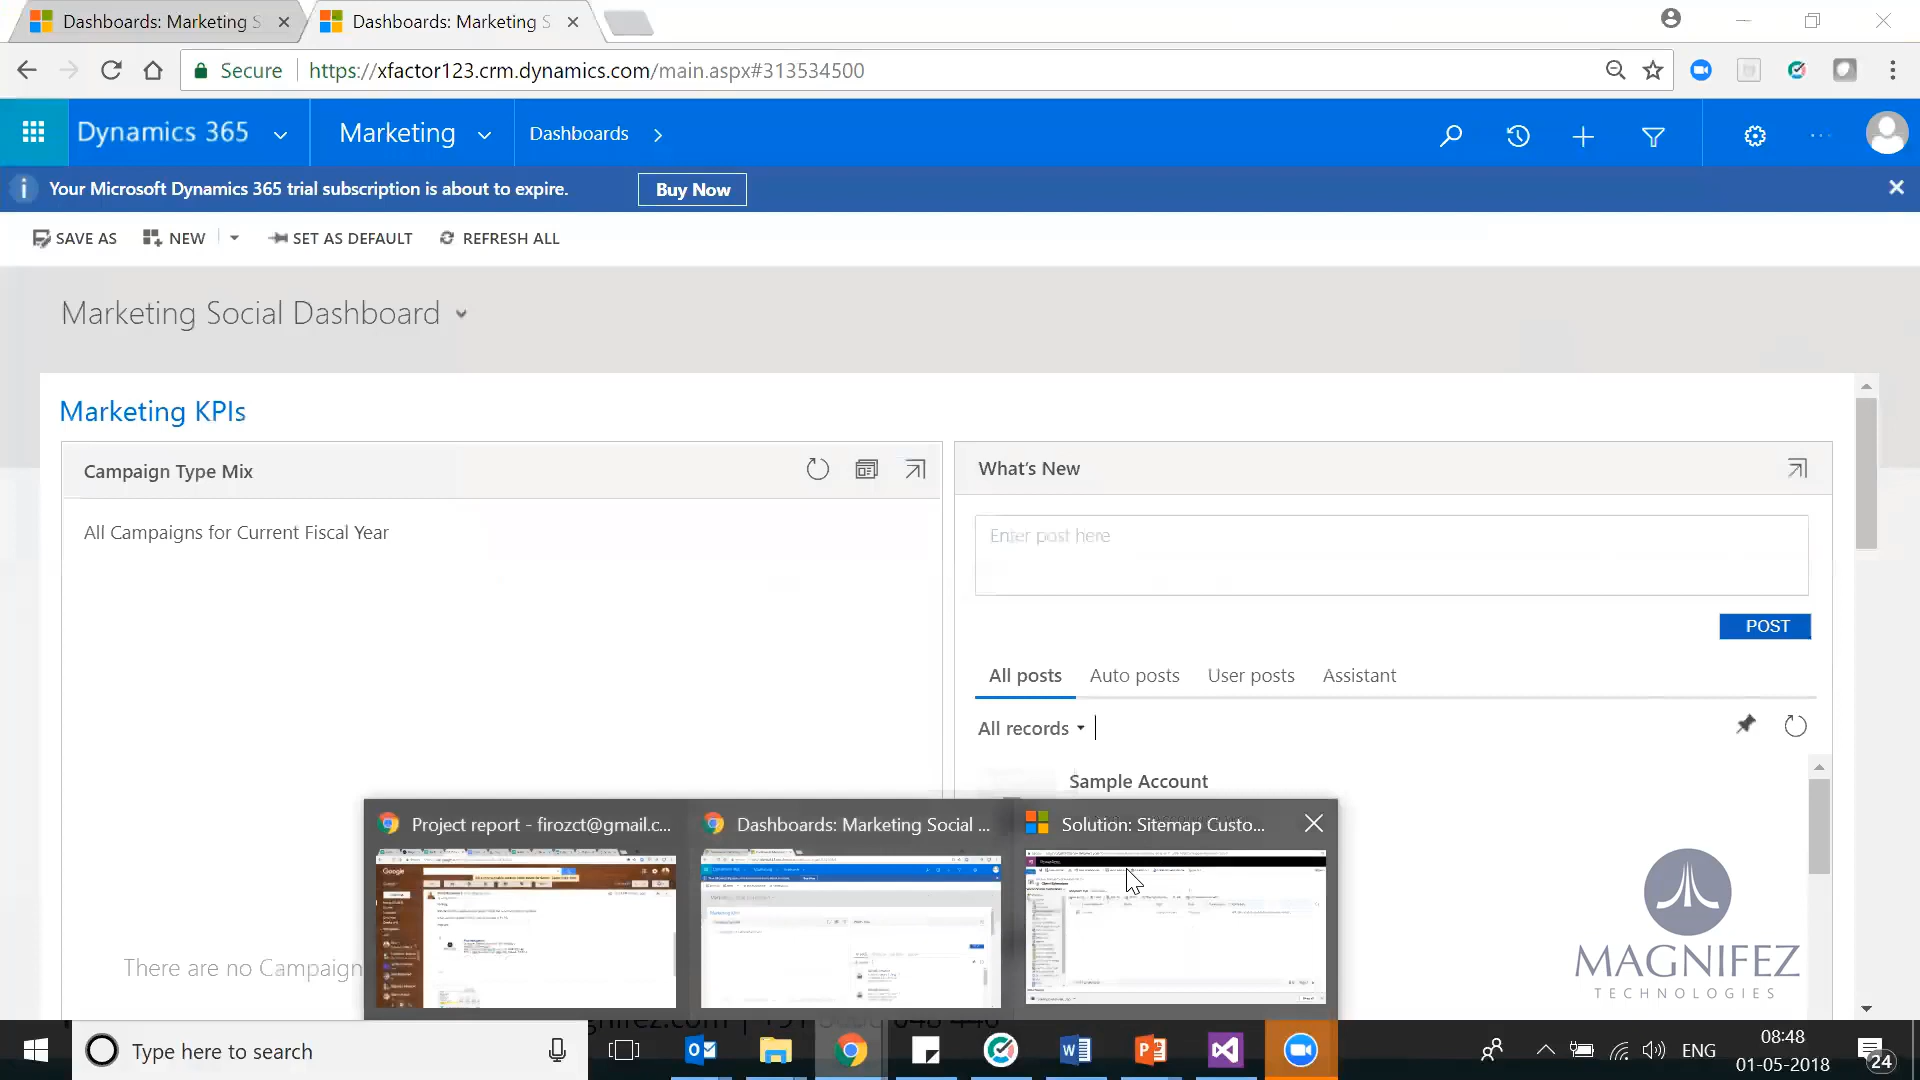 Dashboards: Marketing S
Dashboards: Marketing S
Secure
https://xfactor123.crm.dynamics.com/main.aspx#313534500
Dynamics 365
Marketing
Dashboards
Your Microsoft Dynamics 365 trial subscription is about to expire.
Buy Now
SAVE AS
NEW
SET AS DEFAULT
REFRESH ALL
Marketing Social Dashboard
Marketing KPIs
Campaign Type Mix
What's New
All Campaigns for Current Fiscal Year
Enter post here
POST
All posts
Auto posts
User posts
Assistant
All records
Sample Account
There are no Campaign
Project report - firozct@gmail.c...
Dashboards: Marketing Social ...
Solution: Sitemap Custo...
MAGNIFEZ
TECHNOLOGIES
Type here to search
ENG
08:48
01-05-2018
24